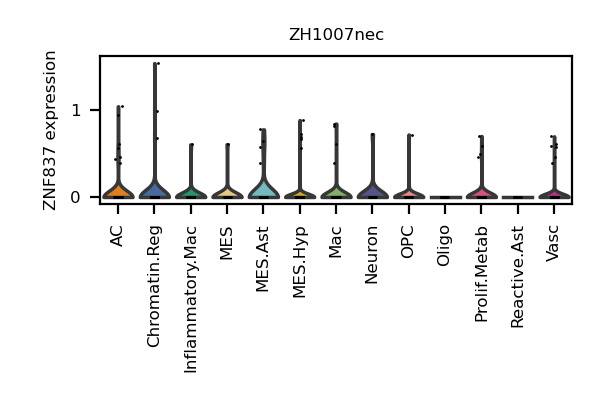 ZH1007nec
ZNF837 expression
1
0
AC
Chromatin.Reg
Inflammatory.Mac
MES
MES.Ast
MES.Hyp
Mac
Neuron
OPC
Oligo
Prolif.Metab
Reactive.Ast
Vasc